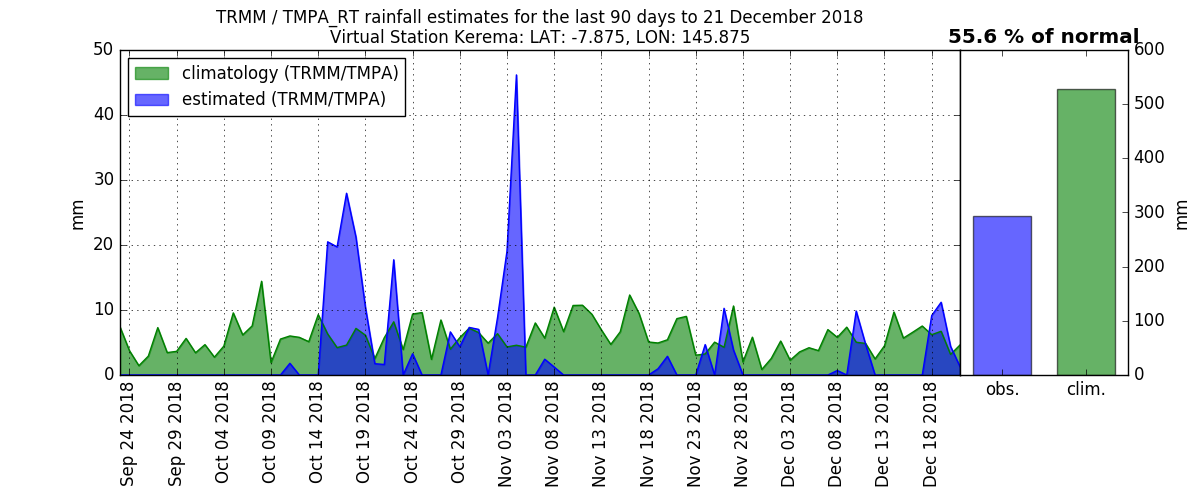 TRMM / TMPA_RT rainfall estimates for the last 90 days to 21 December 2018
Virtual Station Kerema: LAT: -7.875, LON: 145.875
55.6 % of normal
climatology (TRMM/TMPA)
estimated (TRMM/TMPA)
50
40
30
20
10
0
mm
Sep 24 2018
Sep 29 2018
Oct 04 2018
Oct 09 2018
Oct 14 2018
Oct 19 2018
Oct 24 2018
Oct 29 2018
Nov 03 2018
Nov 08 2018
Nov 13 2018
Nov 18 2018
Nov 23 2018
Nov 28 2018
Dec 03 2018
Dec 08 2018
Dec 13 2018
Dec 18 2018
obs.
clim.
600
500
400
300
200
100
0
mm